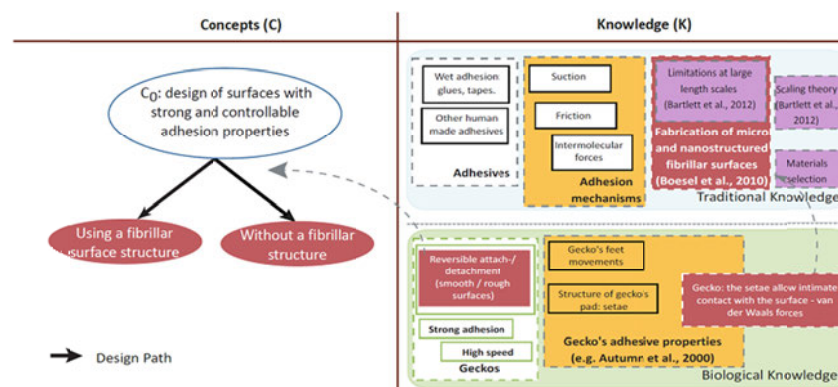 Concepts (C)
Knowledge (K)
C0: design of surfaces with
strong and controllable
adhesion properties
Using a fibrillar
surface structure
Without a fibrillar
structure
Design Path
Wet adhesion:
glues, tapes.
Other human
made adhesives
Adhesives
Suction
Friction
Intermolecular
forces
Adhesion
mechanisms
Limitations at large
length scales
(Bartlett et al., 2012)
Fabrication of micro
and nanostructured
fibrillar surfaces
(Boesel et al., 2010)
Scaling theory
(Bartlett et al.,
2012)
Materials
selection
Traditional Knowledge
Reversible attach-/
detachment
(smooth / rough
surfaces)
Strong adhesion
High speed
Geckos
Gecko's feet
movements
Structure of gecko's
pad: setae
Gecko's adhesive properties
(e.g. Autumn et al., 2000)
Gecko: the setae allow intimate
contact with the surface - van
der Waals forces
Biological Knowledge